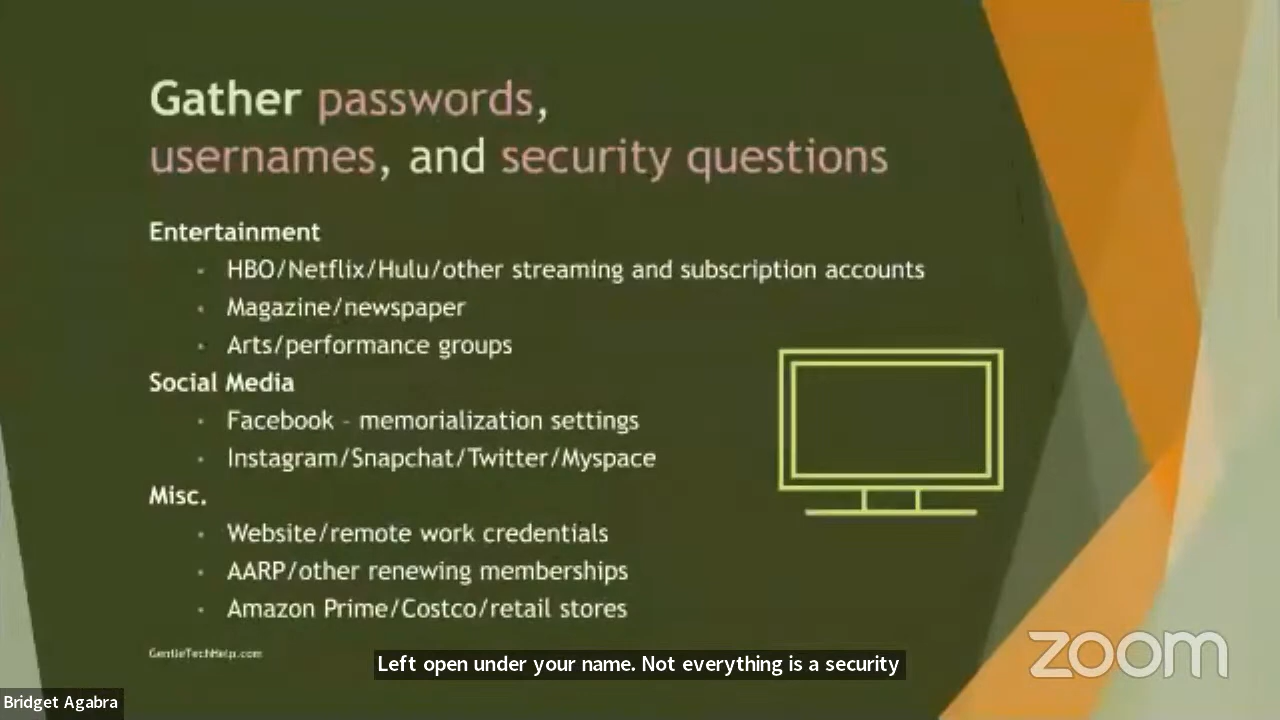 Gather passwords,
usernames, and security questions
Entertainment
· HBO/Netflix/Hulu/other streaming and subscription accounts
· Magazine/newspaper
· Arts/performance groups
Social Media
· Facebook - memorialization settings
· Instagram/Snapchat/Twitter/Myspace
Misc.
· Website/remote work credentials
· AARP/other renewing memberships
· Amazon Prime/Costco/retail stores
GentleTechHelp.com
Left open under your name. Not everything is a security
zoom
Bridget Agabra